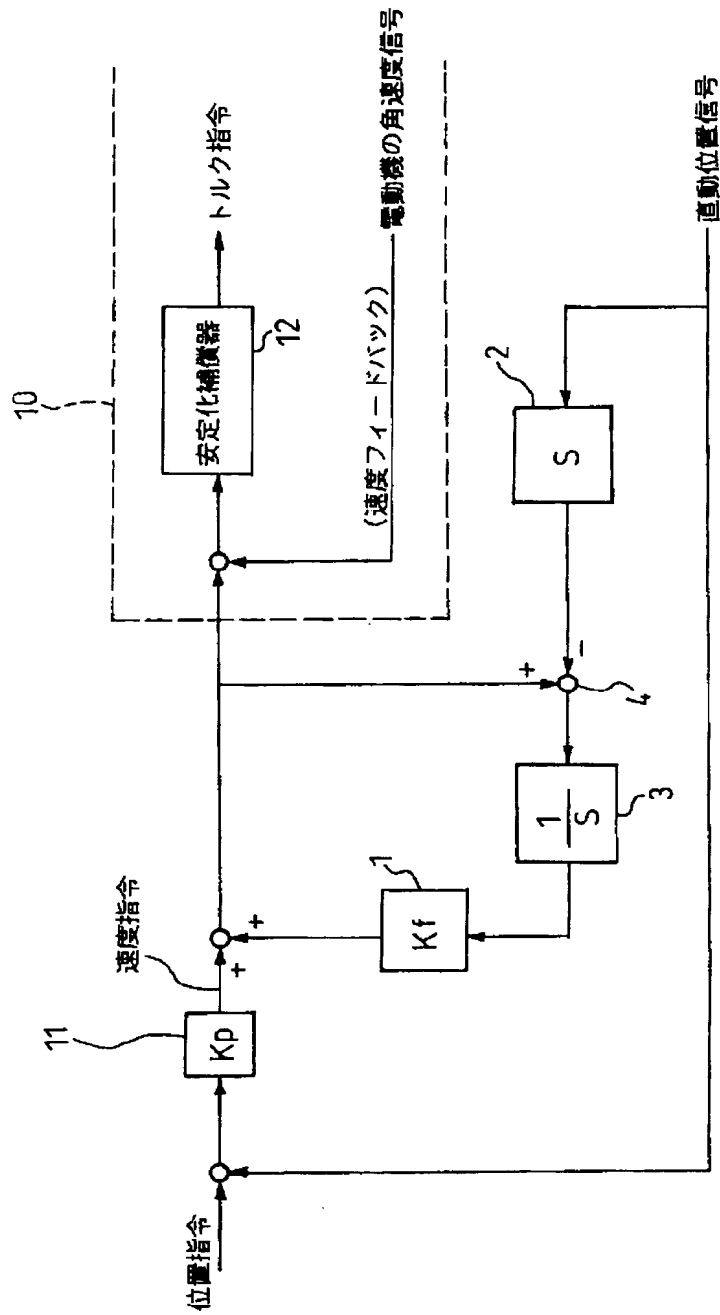 位置指令
11
Kp
速度指令
+
+
10
安定化補償器
12
トルク指令
(速度フィードバック)
電動機の角速度信号
1
Kf
1
S
3
+
−
4
2
S
直動位置信号